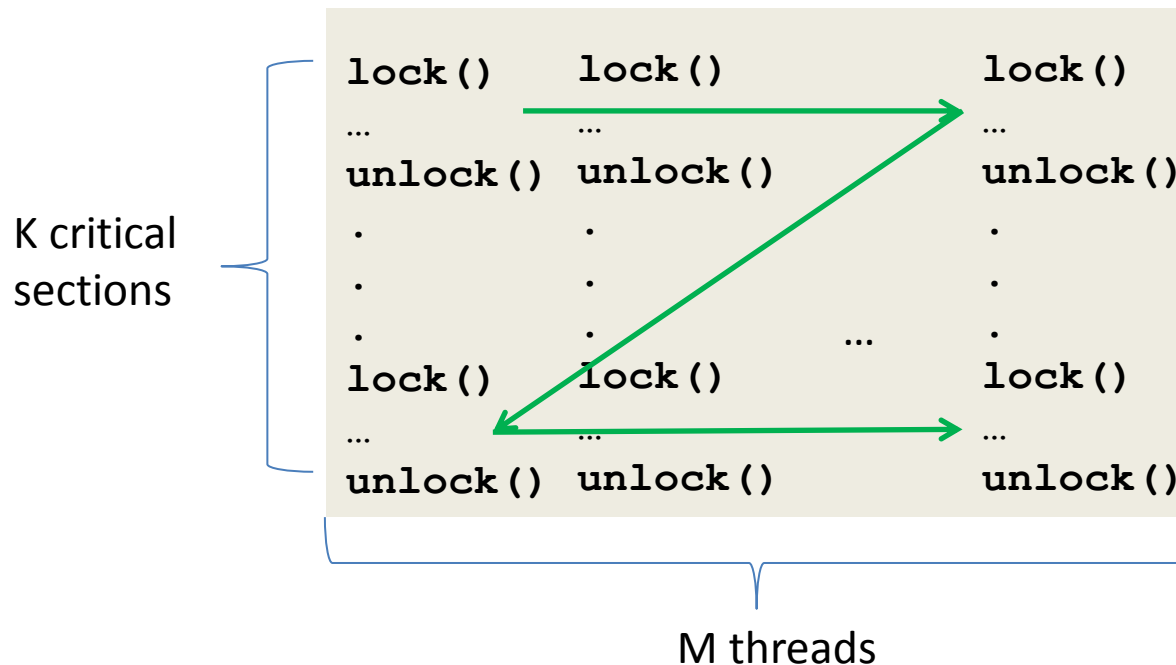 lock() lock() lock()
… … …
unlock() unlock() unlock()
. . .
. . .
. . … .
lock() lock() lock()
… … …
unlock() unlock() unlock()
K critical
sections
M threads